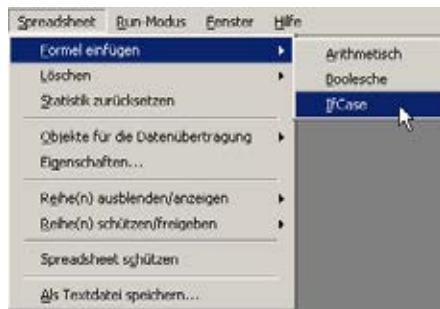 Spreadsheet Run-Modus Fenster Hilfe
Formel einfügen
Löschen
Statistik zurücksetzen
Objekte für die Datenübertragung
Eigenschaften...
Reihe(n) ausblenden/anzeigen
Reihe(n) schützen/freigeben
Spreadsheet schützen
Als Textdatei speichern...
Arithmetisch
Boolesche
IfCase